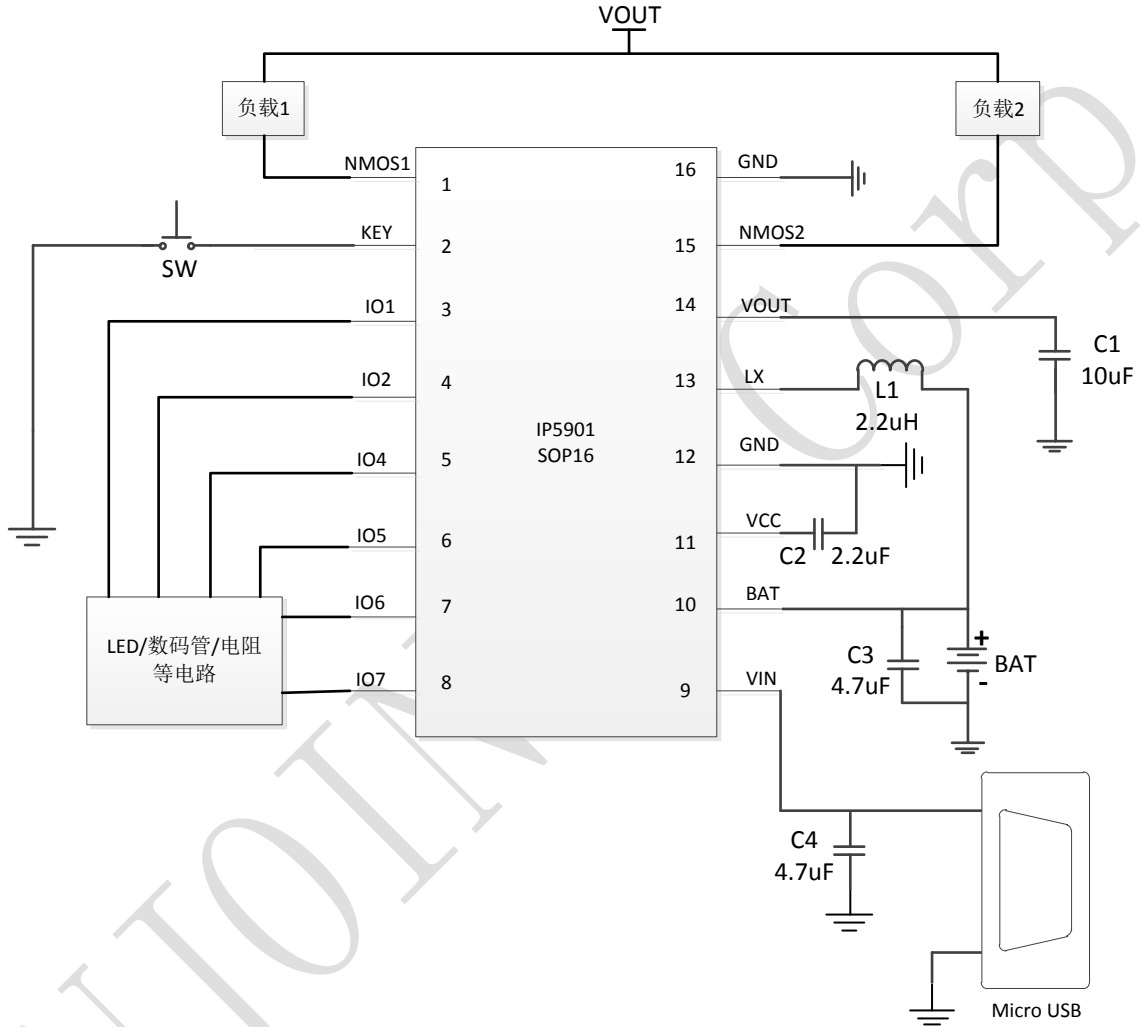 VOUT
负载1
负载2
NMOS1
1
16
GND
KEY
2
15
NMOS2
SW
IO1
3
14
VOUT
C1
10uF
IO2
4
13
LX
L1
2.2uH
IP5901
SOP16
IO4
5
12
GND
IO5
6
11
VCC
C2
2.2uF
IO6
7
10
BAT
LED/数码管/电阻
等电路
C3
4.7uF
+
BAT
-
IO7
8
9
VIN
C4
4.7uF
Micro USB
Corp